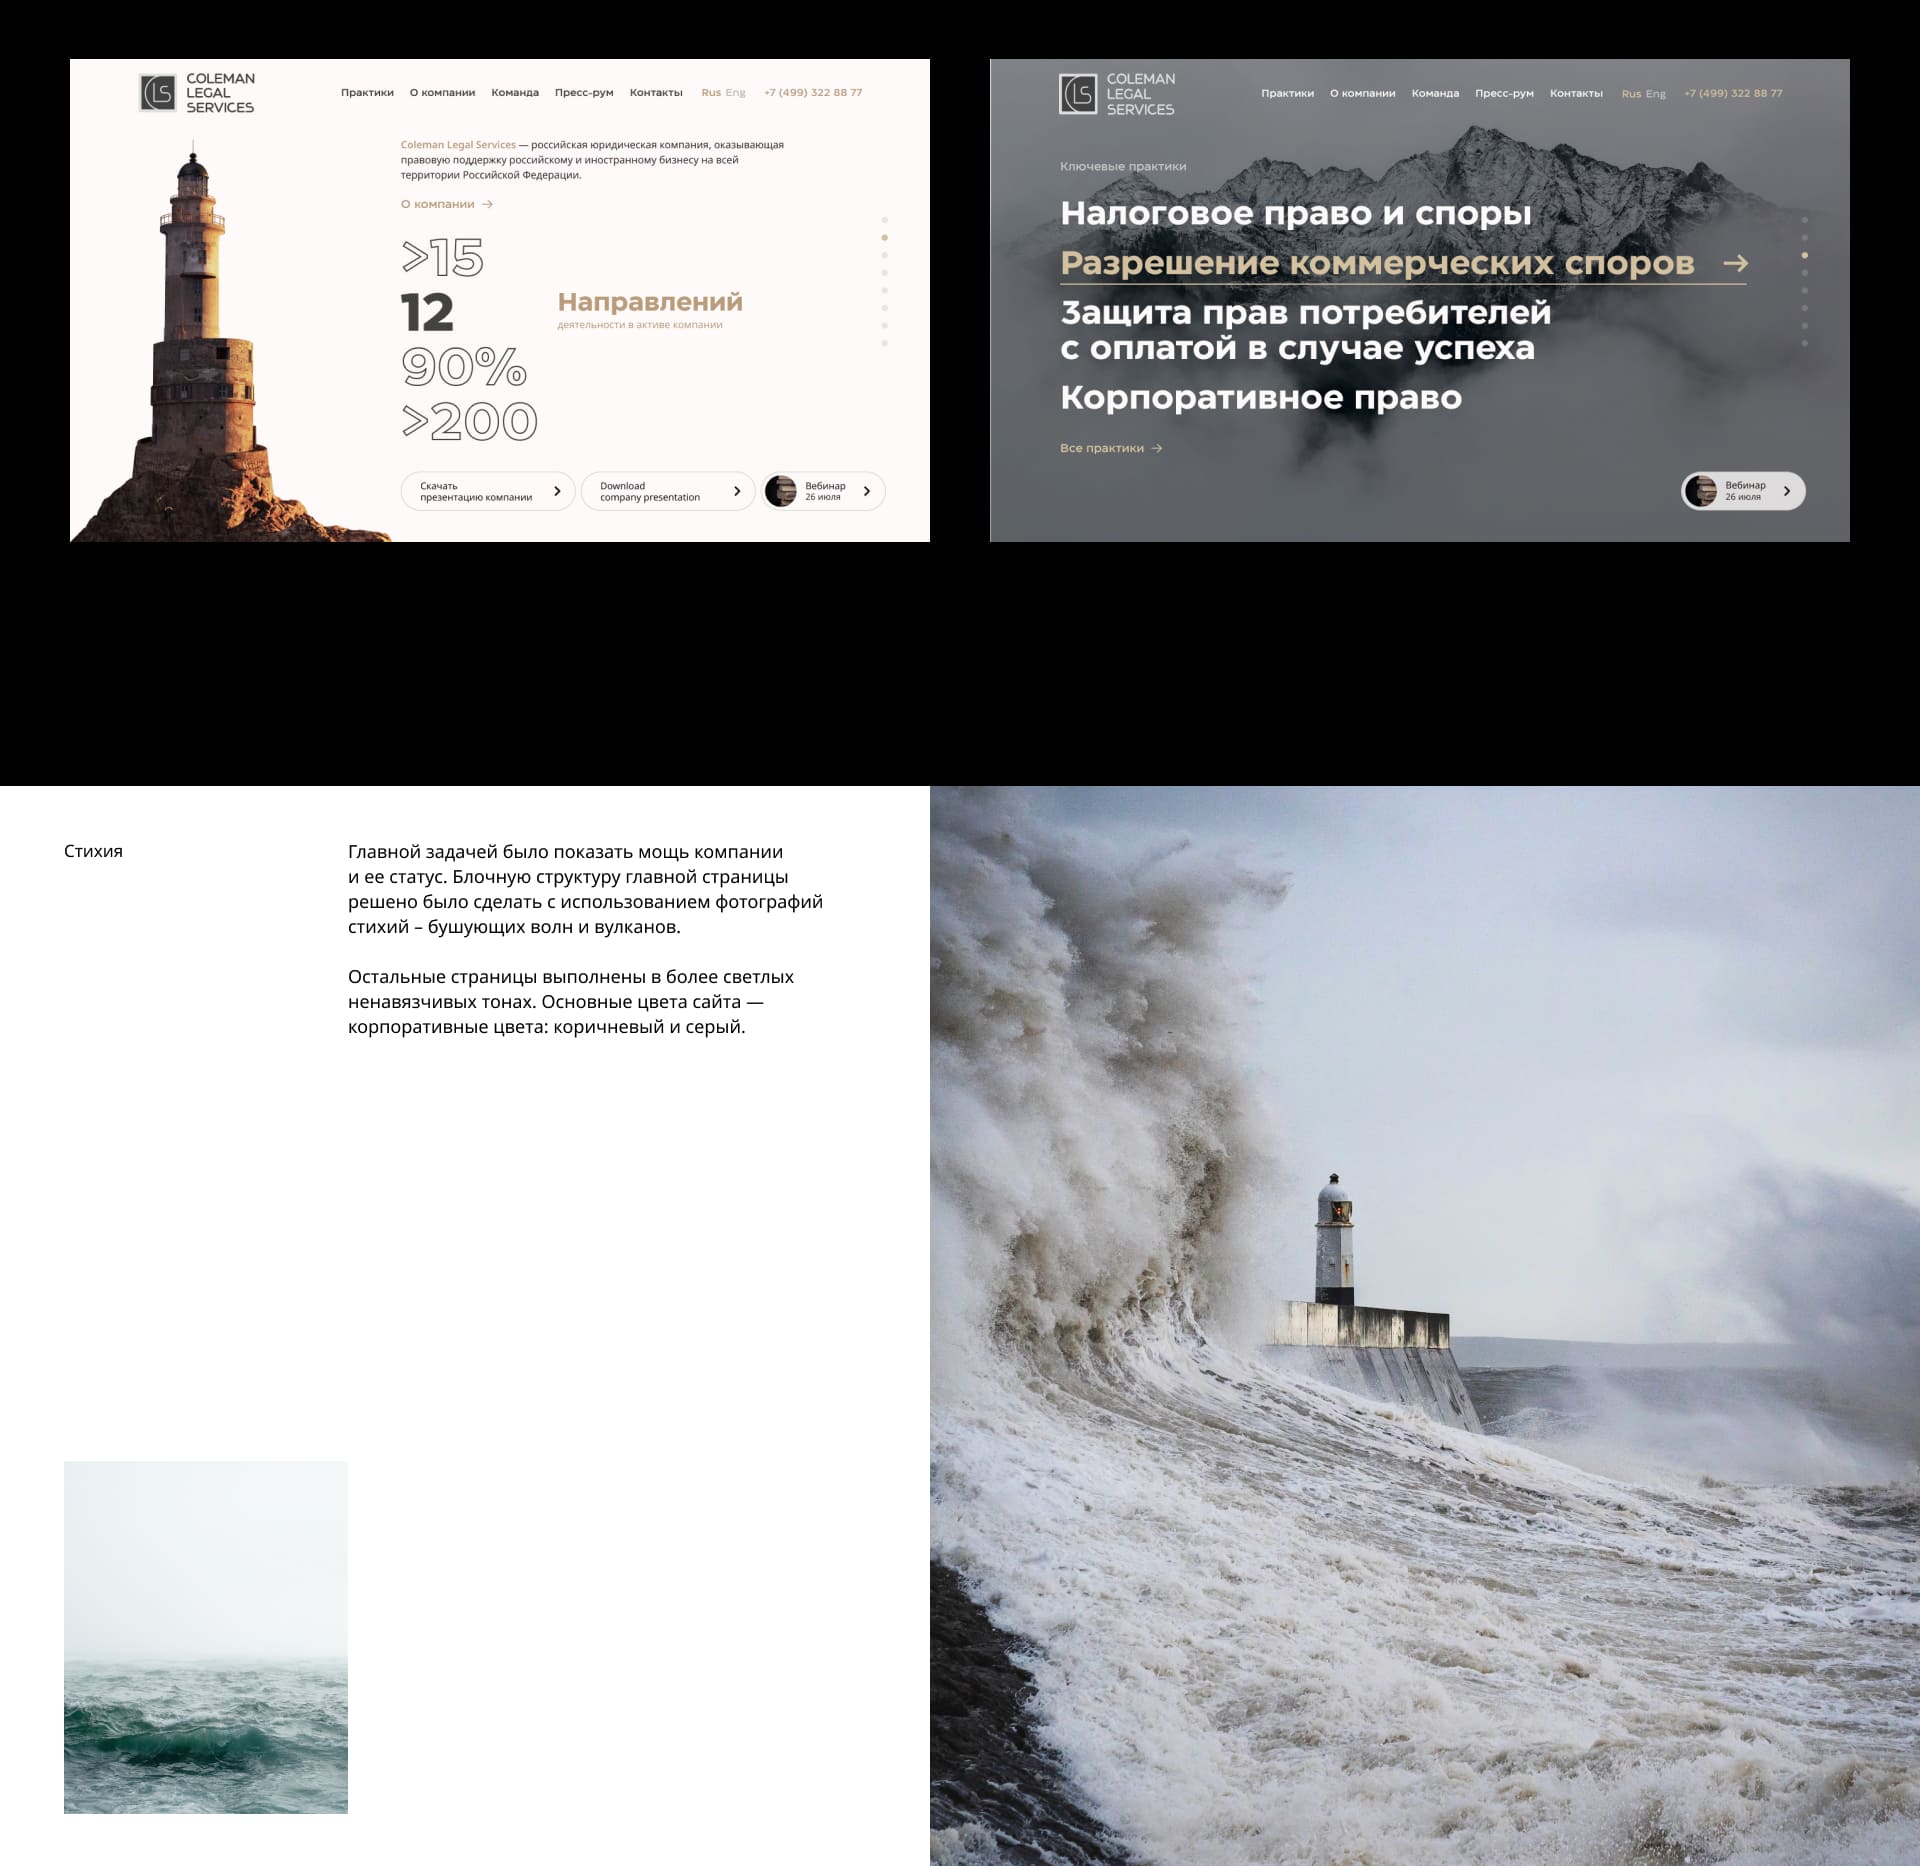 COLEMAN
LEGAL
SERVICES
Практики О компании Команда Пресс-рум Контакты Rus Eng +7 (499) 322 88 77
Coleman Legal Services — российская юридическая компания, оказывающая
правовую поддержку российскому и иностранному бизнесу на всей
территории Российской Федерации.
О компании →
>15
12
Направлений
деятельности в активе компании
90%
>200
Скачать
презентацию компании
Download
company presentation
Вебинар
26 июля
COLEMAN
LEGAL
SERVICES
Практики О компании Команда Пресс-рум Контакты Rus Eng +7 (499) 322 88 77
Ключевые практики
Налоговое право и споры
Разрешение коммерческих споров →
Защита прав потребителей
с оплатой в случае успеха
Корпоративное право
Все практики →
Вебинар
26 июля
Стихия
Главной задачей было показать мощь компании
и ее статус. Блочную структуру главной страницы
решено было сделать с использованием фотографий
стихий – бушующих волн и вулканов.
Остальные страницы выполнены в более светлых
ненавязчивых тонах. Основные цвета сайта —
корпоративные цвета: коричневый и серый.